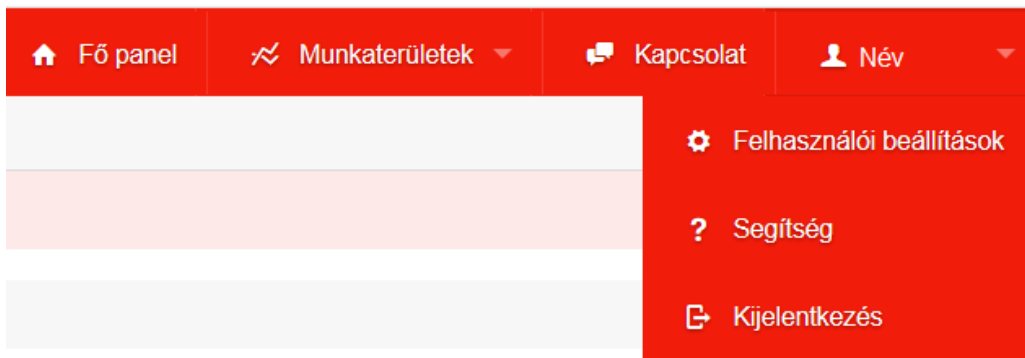 Fő panel
Munkaterületek
Kapcsolat
Név
Felhasználói beállítások
Segítség
Kijelentkezés